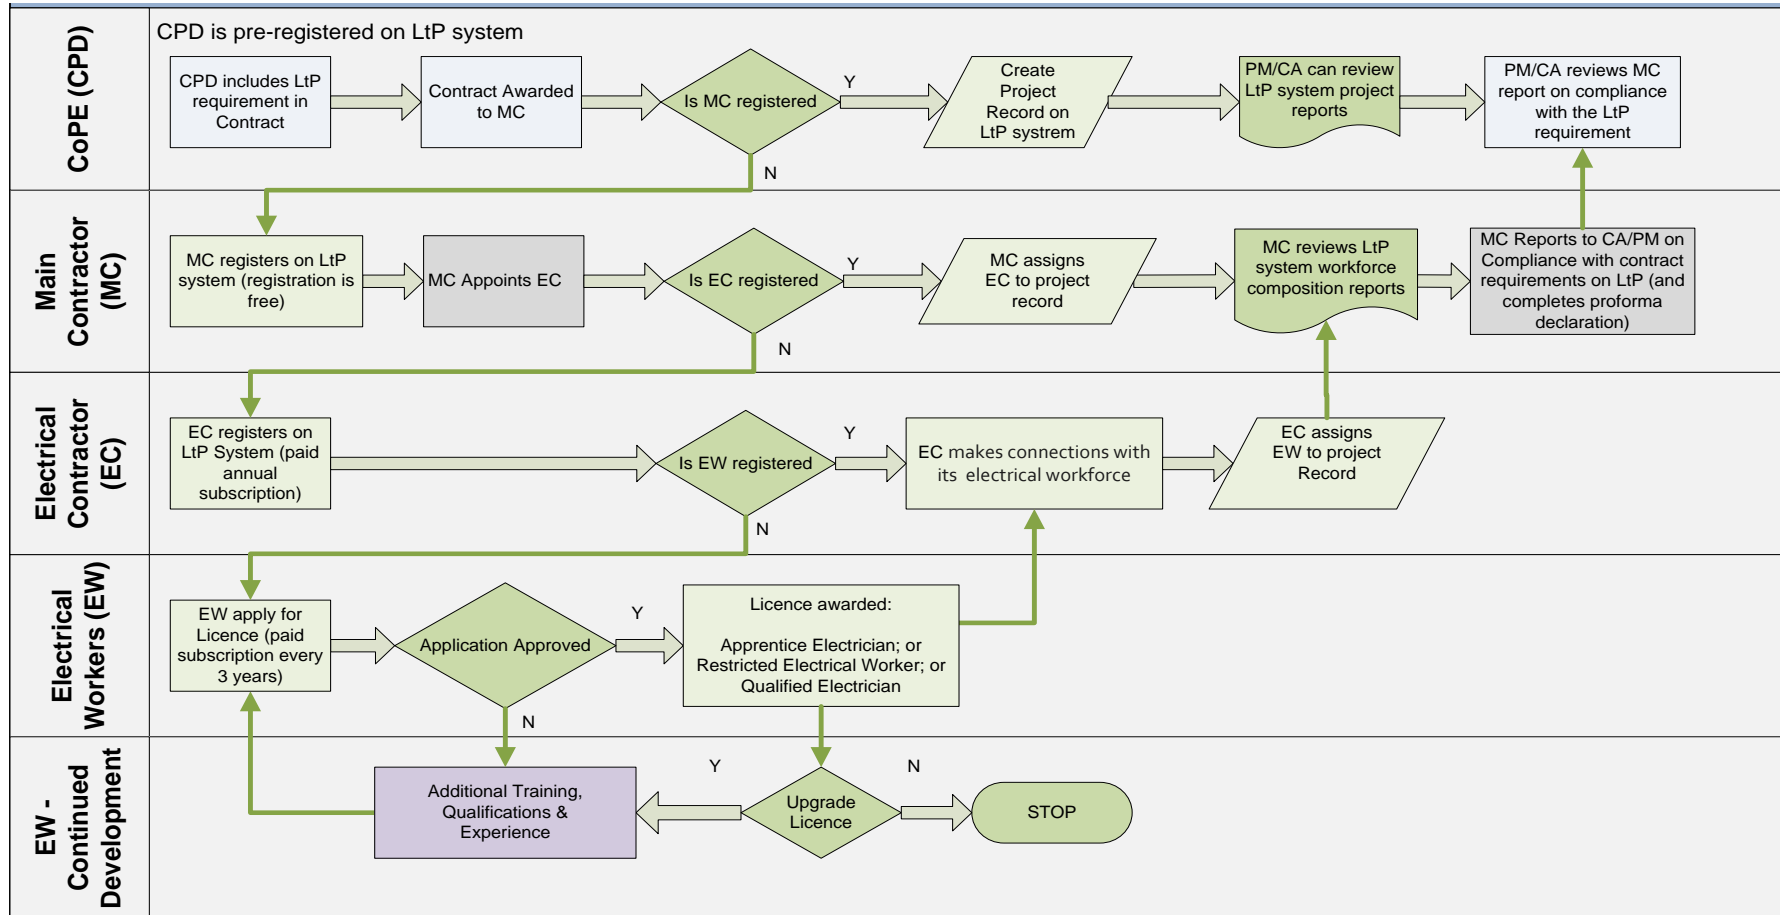 CoPE (CPD)
CPD is pre-registered on LtP system
CPD includes LtP
requirement in
Contract
Contract Awarded
to MC
Is MC registered
Y
N
Create
Project
Record on
LtP systrem
PM/CA can review
LtP system project
reports
PM/CA reviews MC
report on compliance
with the LtP
requirement
Main
Contractor
(MC)
MC registers on LtP
system (registration is
free)
MC Appoints EC
Is EC registered
Y
N
MC assigns
EC to project
record
MC reviews LtP
system workforce
composition reports
MC Reports to CA/PM on
Compliance with contract
requirements on LtP (and
completes proforma
declaration)
Electrical
Contractor
(EC)
EC registers on
LtP System (paid
annual
subscription)
Is EW registered
Y
N
EC makes connections with
its electrical workforce
EC assigns
EW to project
Record
Electrical
Workers (EW)
EW apply for
Licence (paid
subscription every
3 years)
Application Approved
Y
N
Licence awarded:
Apprentice Electrician; or
Restricted Electrical Worker; or
Qualified Electrician
EW -
Continued
Development
Additional Training,
Qualifications &
Experience
Y
Upgrade
Licence
N
STOP